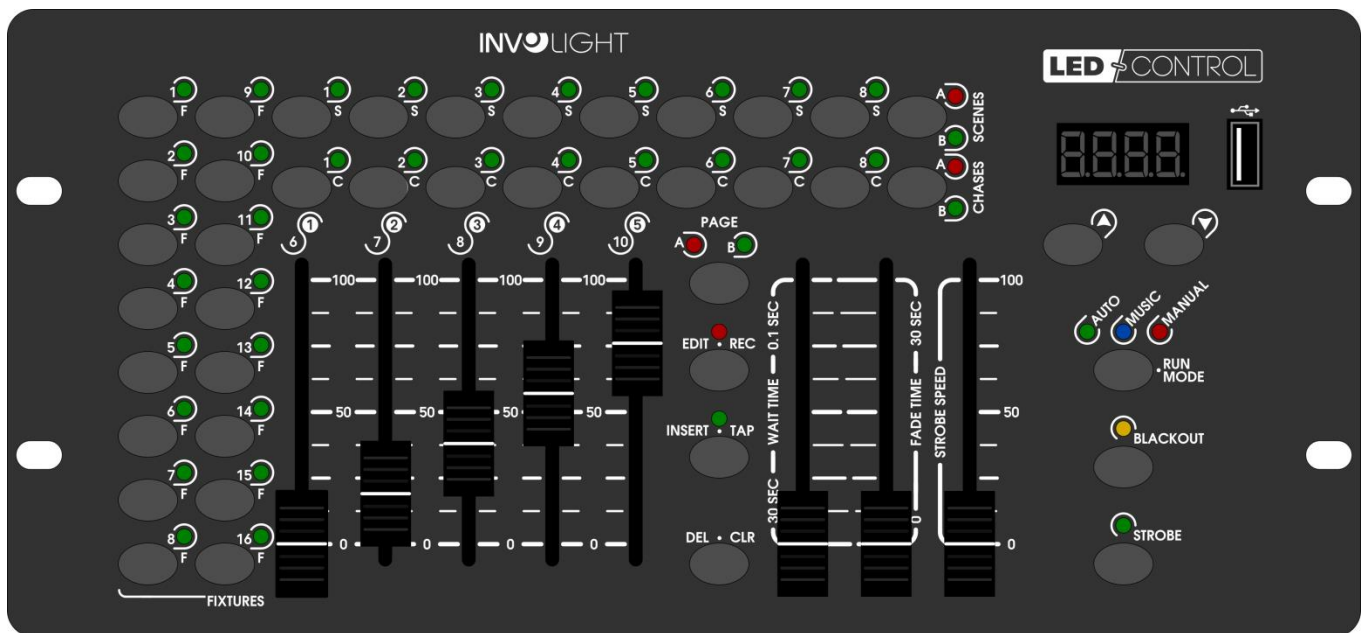 INVOLIGHT
LED CONTROL
1 F 9 F 1 S 2 S 3 S 4 S 5 S 6 S 7 S 8 S A B SCENES
2 F 10 F 1 C 2 C 3 C 4 C 5 C 6 C 7 C 8 C A B CHASES
3 F 11 F
4 F 12 F
5 F 13 F
6 F 14 F
7 F 15 F
8 F 16 F
FIXTURES
6 1 7 2 8 3 9 4 10 5
100 100 100 100
50 50 50 50
0 0 0 0
PAGE
A B
EDIT • REC
INSERT • TAP
DEL • CLR
30 SEC WAIT TIME 0.1 SEC
0 FADE TIME 30 SEC
STROBE SPEED
100
50
0
8.8.8.8.
AUTO MUSIC MANUAL
•RUN
MODE
BLACKOUT
STROBE